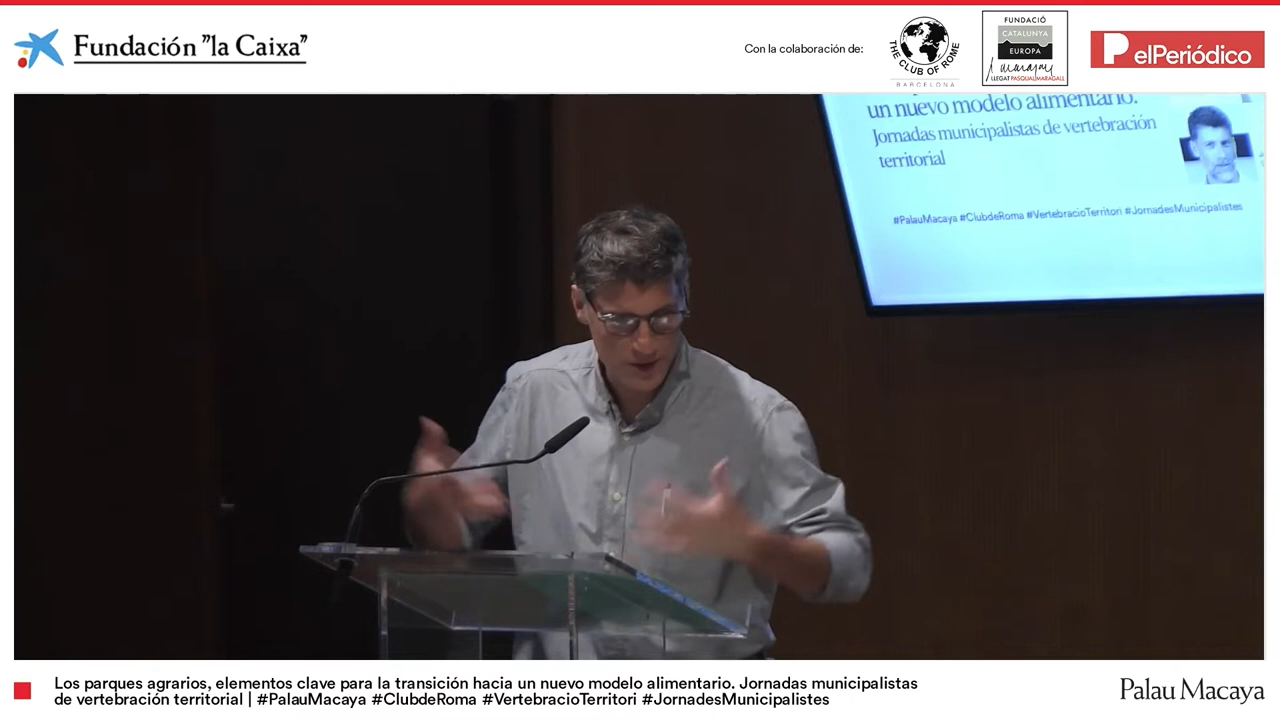 Fundación "la Caixa"
Con la colaboración de:
THE CLUB OF ROME
BARCELONA
FUNDACIÓ
CATALUNYA
EUROPA
LLEGAT PASQUAL MARAGALL
elPeriódico
un nuevo modelo alimentario.
Jornadas municipalistas de vertebración
territorial
#PalauMacaya #ClubdeRoma #VertebracioTerritori #JornadesMunicipalistes
Los parques agrarios, elementos clave para la transición hacia un nuevo modelo alimentario. Jornadas municipalistas
de vertebración territorial | #PalauMacaya #ClubdeRoma #VertebracioTerritori #JornadesMunicipalistes
Palau Macaya